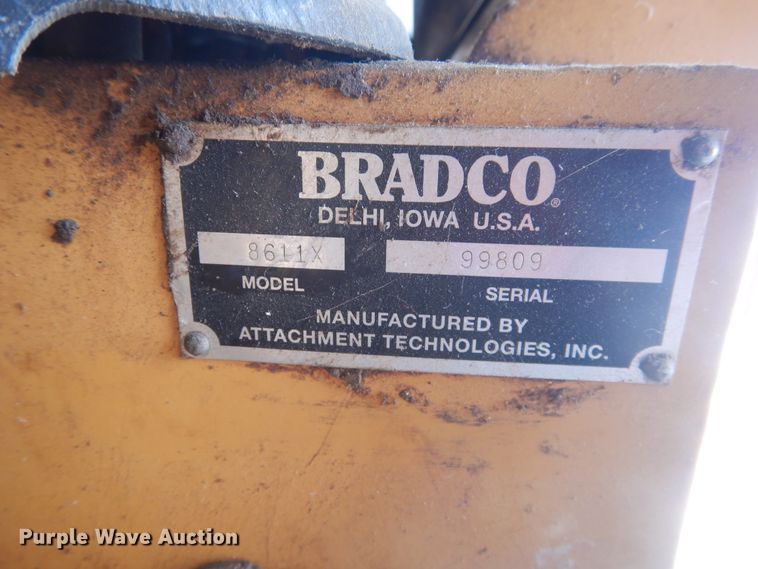 BRADCO®
DELHI, IOWA U.S.A.
8611X 99809
MODEL SERIAL
MANUFACTURED BY
ATTACHMENT TECHNOLOGIES, INC.
Purple Wave Auction